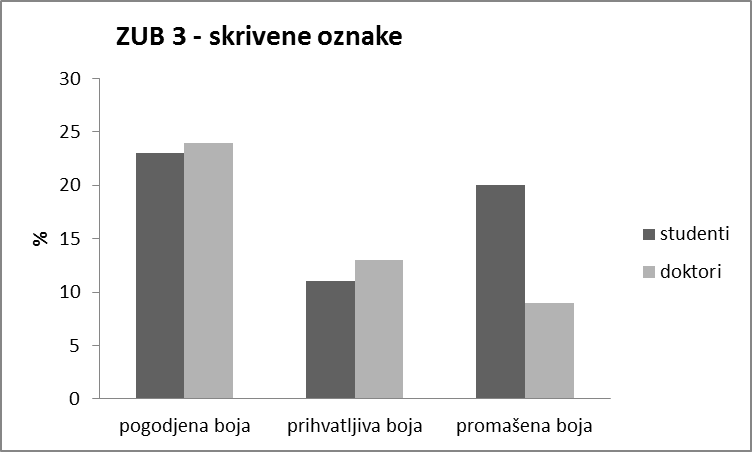 ZUB 3 - skrivene oznake
30
25
20
15
10
5
0
%
pogodjena boja
prihvatljiva boja
promašena boja
studenti
doktori